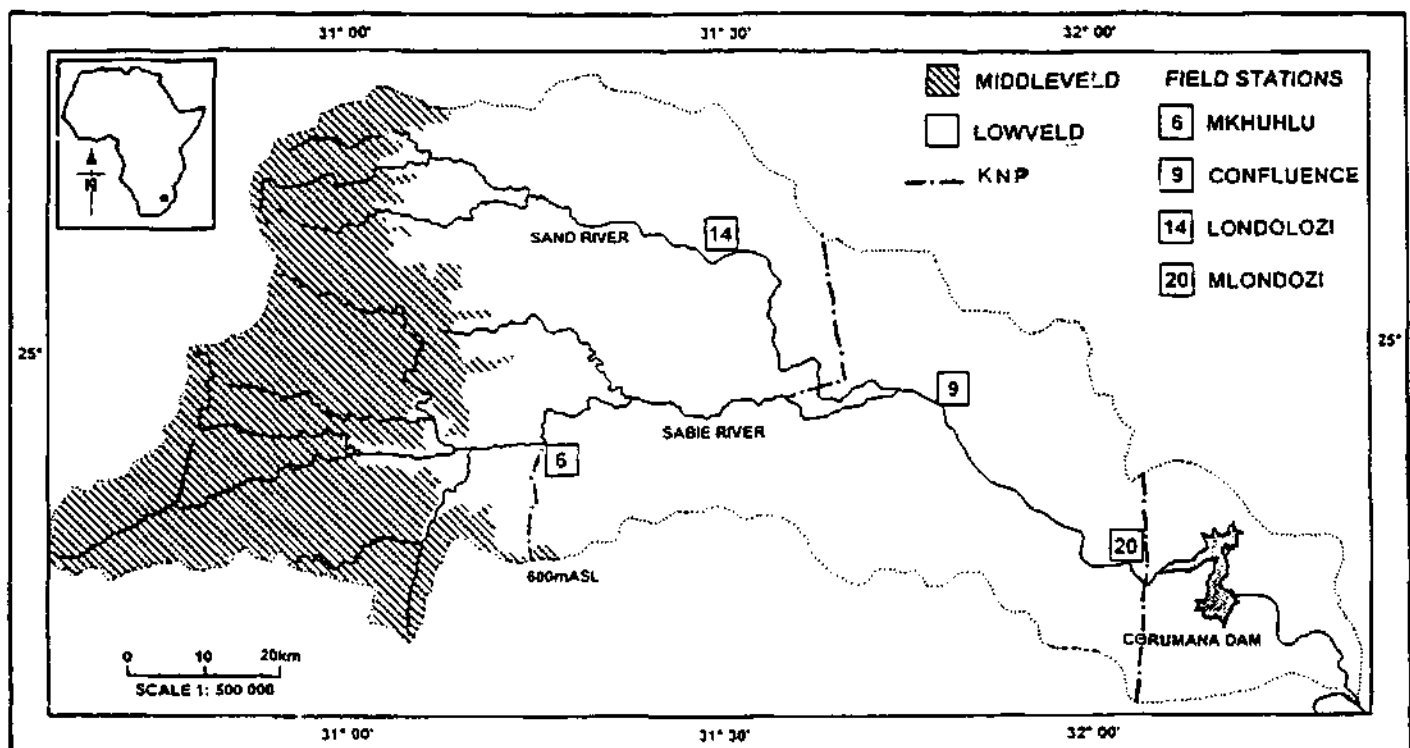 31° 00'
31° 30'
32° 00'
N
MIDDLEVELD
LOWVELD
KNP
FIELD STATIONS
6 MKHUHLU
9 CONFLUENCE
14 LONDOLOZI
20 MLONDOZI
SAND RIVER
14
25°
25°
9
SABIE RIVER
6
20
600mASL
CORUMANA DAM
0 10 20km
SCALE 1: 500 000
31° 00'
31° 30'
32° 00'